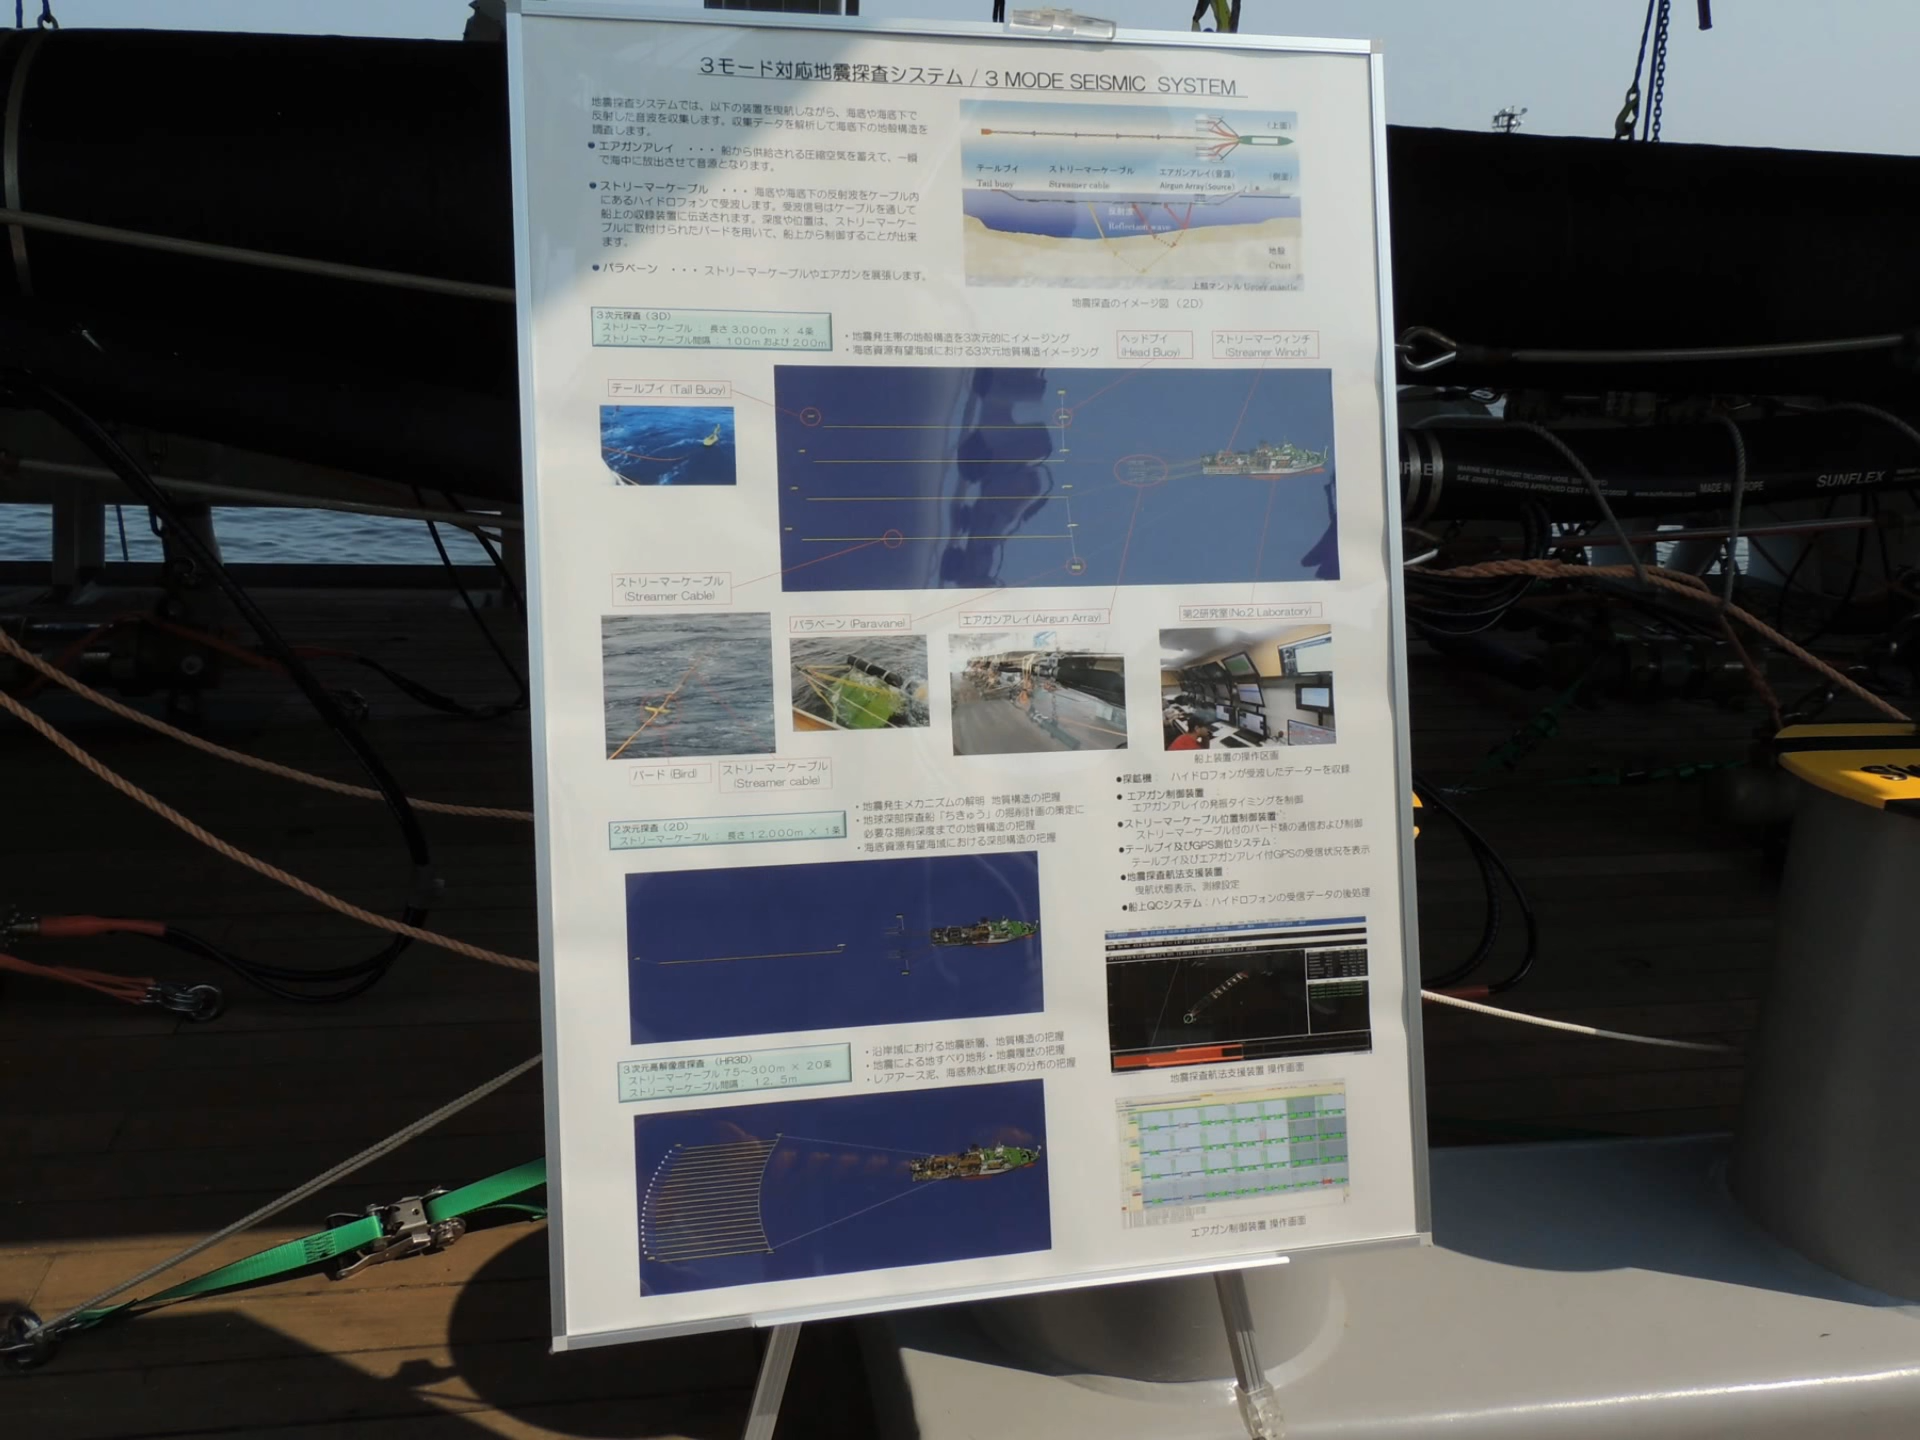 3モード対応地震探査システム / 3 MODE SEISMIC SYSTEM
地震探査システムでは、以下の装置を曳航しながら、海底や海底下で
反射した音波を収集します。収集データを解析して海底下の地殻構造を
調査します。
●エアガンアレイ ・・・ 船から供給される圧縮空気を蓄えて、一瞬
で海中に放出させて音源となります。
●ストリーマーケーブル ・・・ 海底や海底下の反射波をケーブル内
にあるハイドロフォンで受波します。受波信号はケーブルを通して
船上の収録装置に伝送されます。深度や位置は、ストリーマーケー
ブルに取付けられたバードを用いて、船上から制御することが出来
ます。
●パラベーン ・・・ ストリーマーケーブルやエアガンを展張します。
(上面)
テールブイ ストリーマーケーブル エアガンアレイ(音源) (側面)
Tail buoy Streamer cable Airgun Array(Source)
反射波
Reflection wave
地殻
Crust
上部マントル Upper mantle
地震探査のイメージ図 (2D)
3次元探査 (3D)
ストリーマーケーブル : 長さ 3,000m × 4条
ストリーマーケーブル間隔 : 100m および 200m
・地震発生帯の地殻構造を3次元的にイメージング
・海底資源有望海域における3次元地質構造イメージング
ヘッドブイ
(Head Buoy)
ストリーマーウィンチ
(Streamer Winch)
テールブイ (Tail Buoy)
ストリーマーケーブル
(Streamer Cable)
パラベーン (Paravane)
エアガンアレイ(Airgun Array)
第2研究室(No.2 Laboratory)
バード (Bird)
ストリーマーケーブル
(Streamer cable)
船上装置の操作区画
●探鉱機 : ハイドロフォンが受波したデーターを収録
●エアガン制御装置 :
エアガンアレイの発振タイミングを制御
●ストリーマーケーブル位置制御装置 :
ストリーマーケーブル付のバード類の通信および制御
●テールブイ及びGPS測位システム :
テールブイ及びエアガンアレイ付GPSの受信状況を表示
●地震探査航法支援装置 :
曳航状態表示、測線設定
●船上QCシステム : ハイドロフォンの受信データの後処理
2次元探査 (2D)
ストリーマーケーブル : 長さ 12,000m × 1条
・地震発生メカニズムの解明 地質構造の把握
・地球深部探査船「ちきゅう」の掘削計画の策定に
必要な掘削深度までの地質構造の把握
・海底資源有望海域における深部構造の把握
3次元高解像度探査 (HR3D)
ストリーマーケーブル 75~300m × 20条
ストリーマーケーブル間隔 : 12.5m
・沿岸域における地震断層、地質構造の把握
・地震による地すべり地形・地震履歴の把握
・レアアース泥、海底熱水鉱床等の分布の把握
地震探査航法支援装置 操作画面
エアガン制御装置 操作画面
MADE IN EUROPE
SUNFLEX